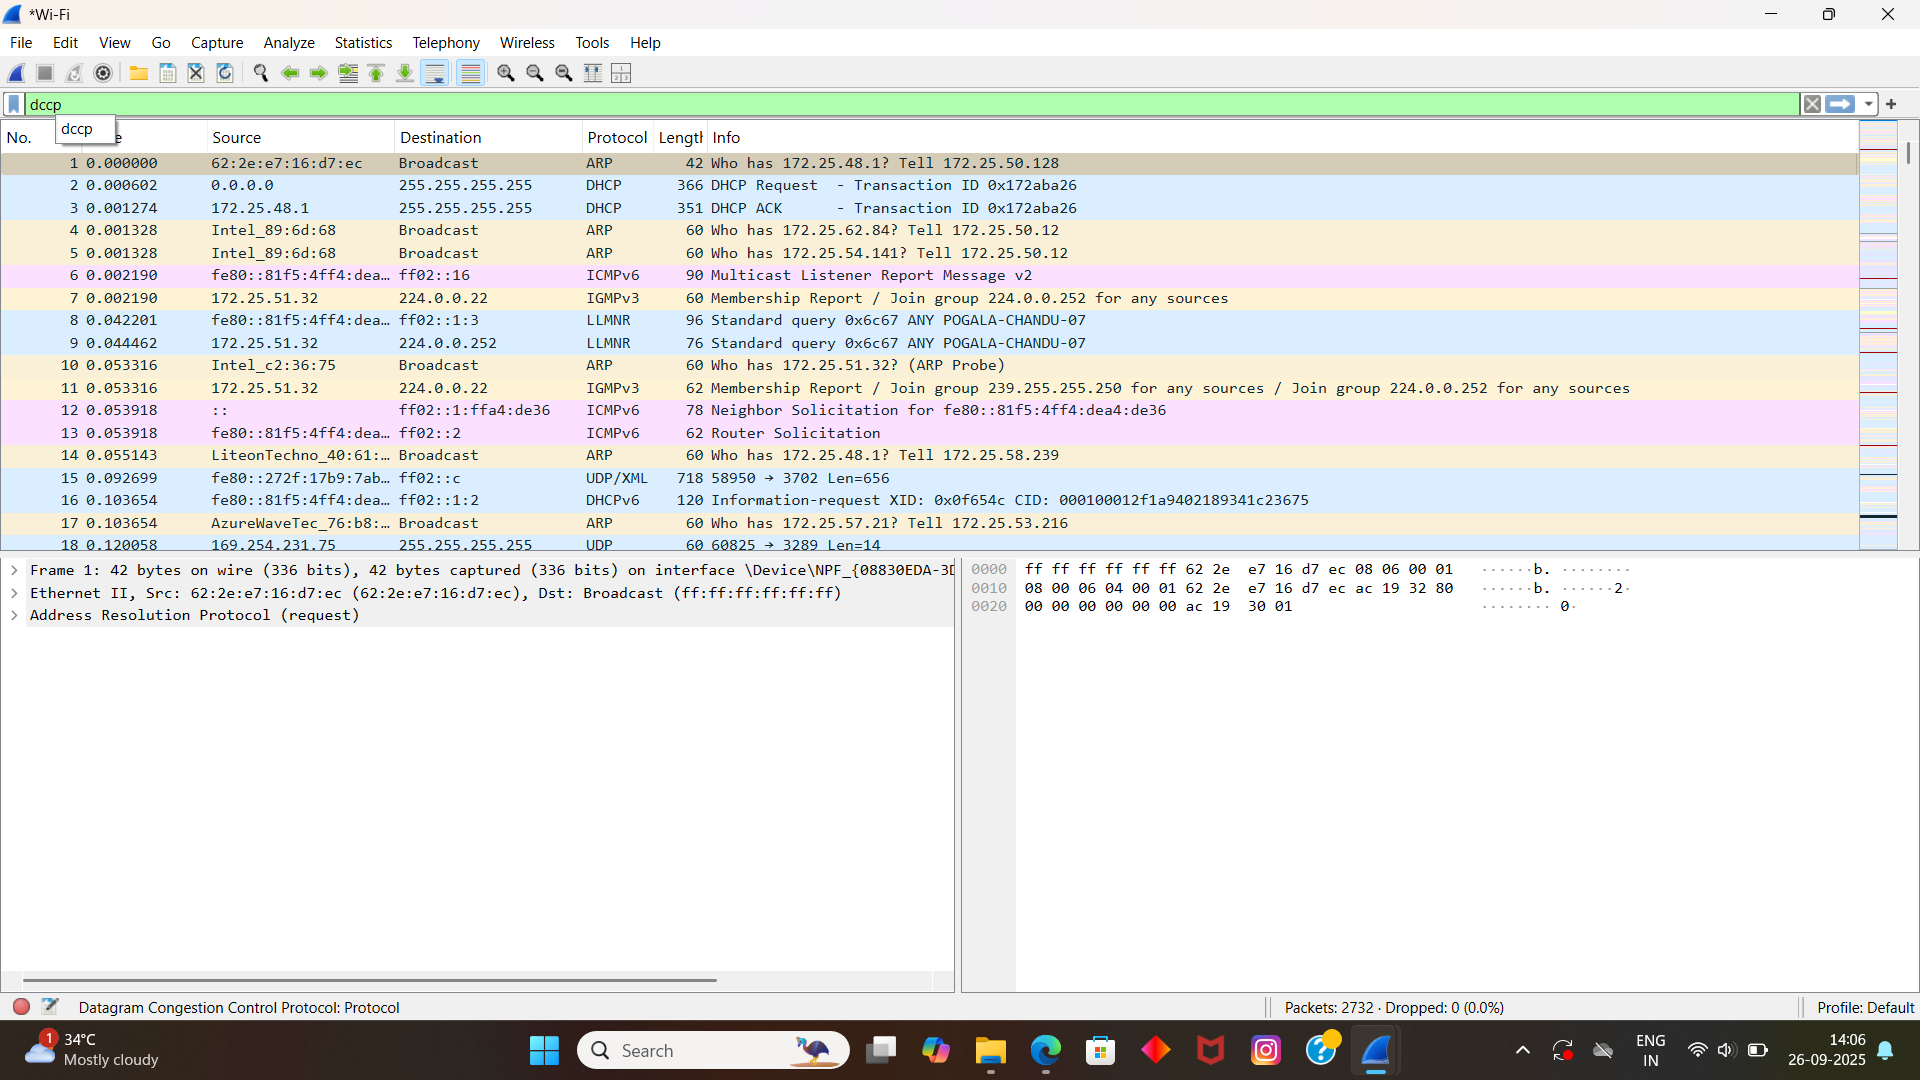 *Wi-Fi
File Edit View Go Capture Analyze Statistics Telephony Wireless Tools Help
dccp
dccp
No. e Source Destination Protocol Length Info
1 0.000000 62:2e:e7:16:d7:ec Broadcast ARP 42 Who has 172.25.48.1? Tell 172.25.50.128
2 0.000602 0.0.0.0 255.255.255.255 DHCP 366 DHCP Request - Transaction ID 0x172aba26
3 0.001274 172.25.48.1 255.255.255.255 DHCP 351 DHCP ACK - Transaction ID 0x172aba26
4 0.001328 Intel_89:6d:68 Broadcast ARP 60 Who has 172.25.62.84? Tell 172.25.50.12
5 0.001328 Intel_89:6d:68 Broadcast ARP 60 Who has 172.25.54.141? Tell 172.25.50.12
6 0.002190 fe80::81f5:4ff4:dea… ff02::16 ICMPv6 90 Multicast Listener Report Message v2
7 0.002190 172.25.51.32 224.0.0.22 IGMPv3 60 Membership Report / Join group 224.0.0.252 for any sources
8 0.042201 fe80::81f5:4ff4:dea… ff02::1:3 LLMNR 96 Standard query 0x6c67 ANY POGALA-CHANDU-07
9 0.044462 172.25.51.32 224.0.0.252 LLMNR 76 Standard query 0x6c67 ANY POGALA-CHANDU-07
10 0.053316 Intel_c2:36:75 Broadcast ARP 60 Who has 172.25.51.32? (ARP Probe)
11 0.053316 172.25.51.32 224.0.0.22 IGMPv3 62 Membership Report / Join group 239.255.255.250 for any sources / Join group 224.0.0.252 for any sources
12 0.053918 :: ff02::1:ffa4:de36 ICMPv6 78 Neighbor Solicitation for fe80::81f5:4ff4:dea4:de36
13 0.053918 fe80::81f5:4ff4:dea… ff02::2 ICMPv6 62 Router Solicitation
14 0.055143 LiteonTechno_40:61:… Broadcast ARP 60 Who has 172.25.48.1? Tell 172.25.58.239
15 0.092699 fe80::272f:17b9:7ab… ff02::c UDP/XML 718 58950 → 3702 Len=656
16 0.103654 fe80::81f5:4ff4:dea… ff02::1:2 DHCPv6 120 Information-request XID: 0x0f654c CID: 000100012f1a9402189341c23675
17 0.103654 AzureWaveTec_76:b8:… Broadcast ARP 60 Who has 172.25.57.21? Tell 172.25.53.216
18 0.120058 169.254.231.75 255.255.255.255 UDP 60 60825 → 3289 Len=14
Frame 1: 42 bytes on wire (336 bits), 42 bytes captured (336 bits) on interface \Device\NPF_{08830EDA-3D
Ethernet II, Src: 62:2e:e7:16:d7:ec (62:2e:e7:16:d7:ec), Dst: Broadcast (ff:ff:ff:ff:ff:ff)
Address Resolution Protocol (request)
0000 ff ff ff ff ff ff 62 2e e7 16 d7 ec 08 06 00 01 ······b. ········
0010 08 00 06 04 00 01 62 2e e7 16 d7 ec ac 19 32 80 ······b. ······2·
0020 00 00 00 00 00 00 ac 19 30 01 ········ 0·
Datagram Congestion Control Protocol: Protocol
Packets: 2732 · Dropped: 0 (0.0%)
Profile: Default
1
34°C
Mostly cloudy
Search
ENG
IN
14:06
26-09-2025